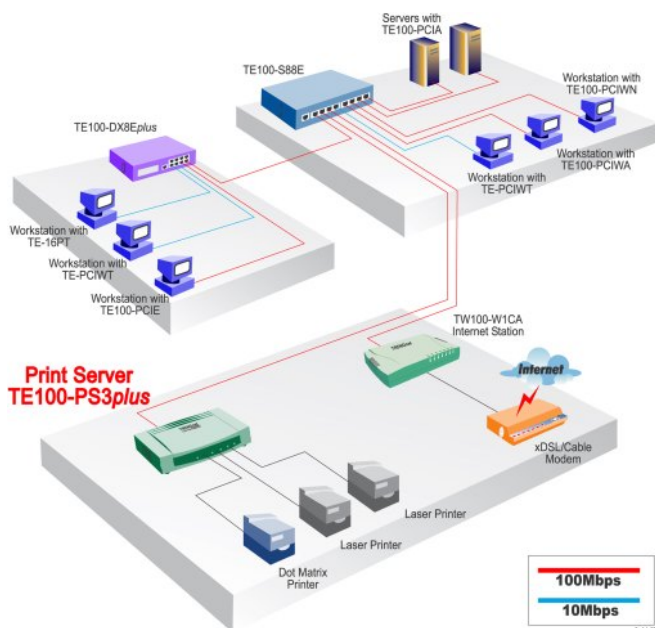 Servers with
TE100-PCIA
TE100-S88E
Workstation with
TE100-PCIWN
TE100-DX8Eplus
Workstation with
TE100-PCIWA
Workstation with
TE-PCIWT
Workstation with
TE-16PT
Workstation with
TE-PCIWT
Workstation with
TE100-PCIE
TW100-W1CA
Internet Station
Print Server
TE100-PS3plus
Internet
xDSL/Cable
Modem
Laser Printer
Laser Printer
Dot Matrix
Printer
100Mbps
10Mbps